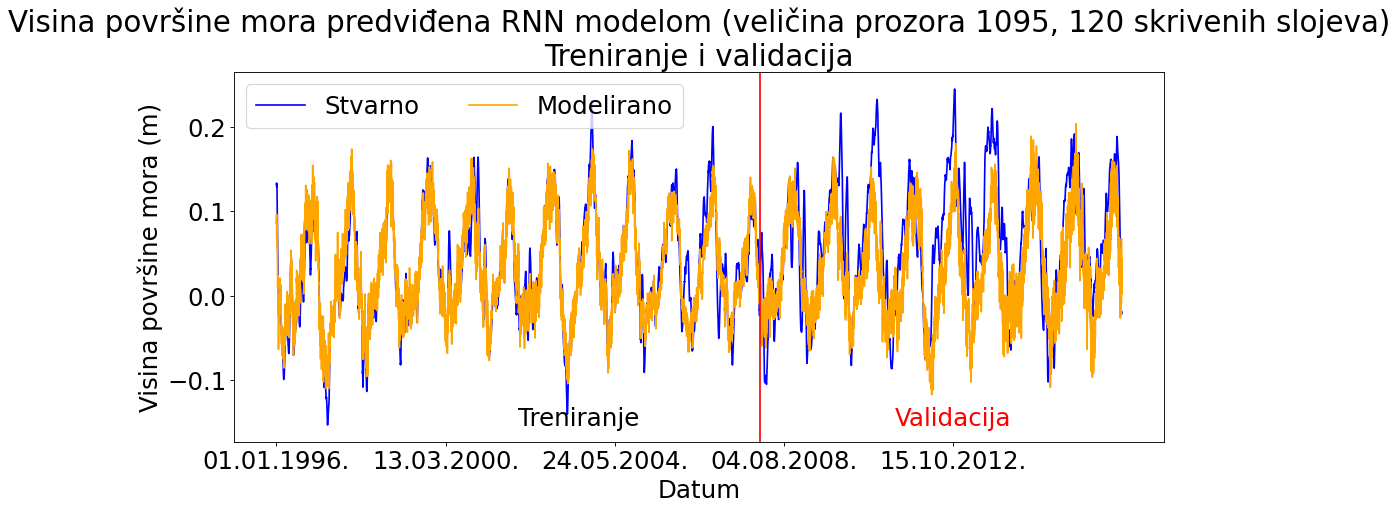 Visina površine mora predviđena RNN modelom (veličina prozora 1095, 120 skrivenih slojeva)
Treniranje i validacija
Stvarno
Modelirano
Visina površine mora (m)
0.2
0.1
0.0
−0.1
Treniranje
Validacija
01.01.1996.
13.03.2000.
24.05.2004.
04.08.2008.
15.10.2012.
Datum